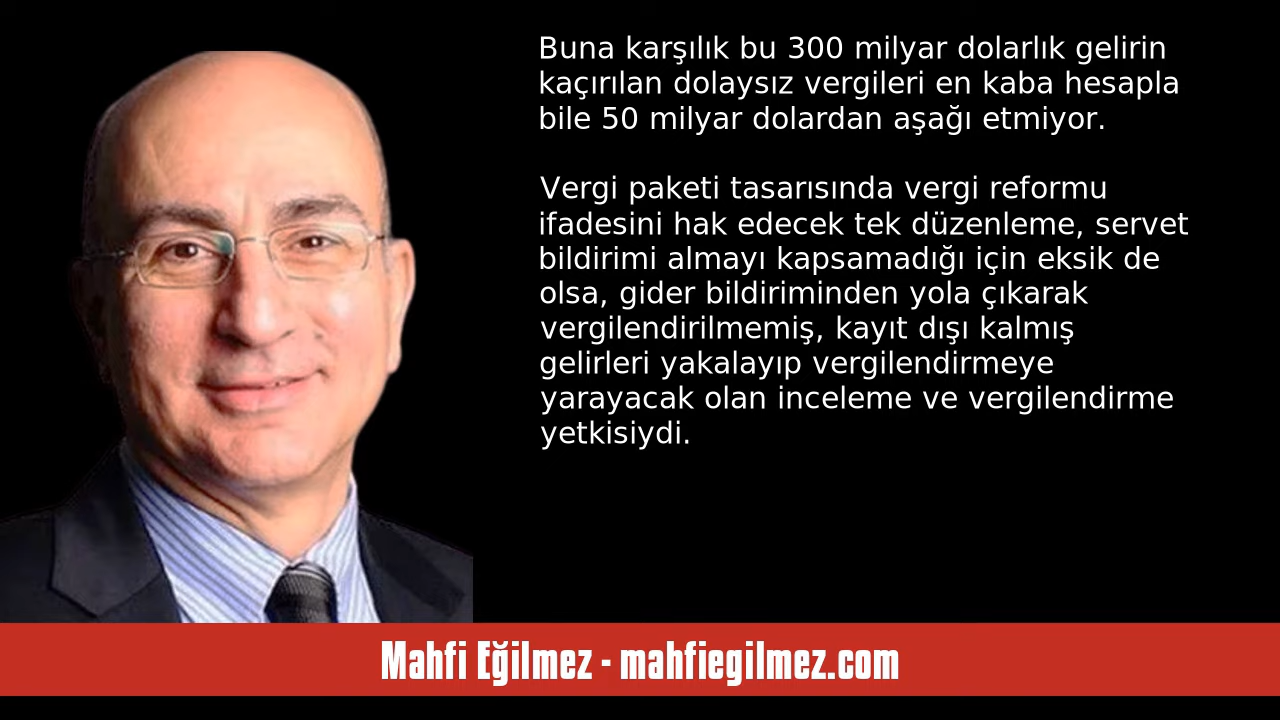 Buna karşılık bu 300 milyar dolarlık gelirin
kaçırılan dolaysız vergileri en kaba hesapla
bile 50 milyar dolardan aşağı etmiyor.
Vergi paketi tasarısında vergi reformu
ifadesini hak edecek tek düzenleme, servet
bildirimi almayı kapsamadığı için eksik de
olsa, gider bildiriminden yola çıkarak
vergilendirilmemiş, kayıt dışı kalmış
gelirleri yakalayıp vergilendirmeye
yarayacak olan inceleme ve vergilendirme
yetkisiydi.
Mahfi Eğilmez - mahfiegilmez.com